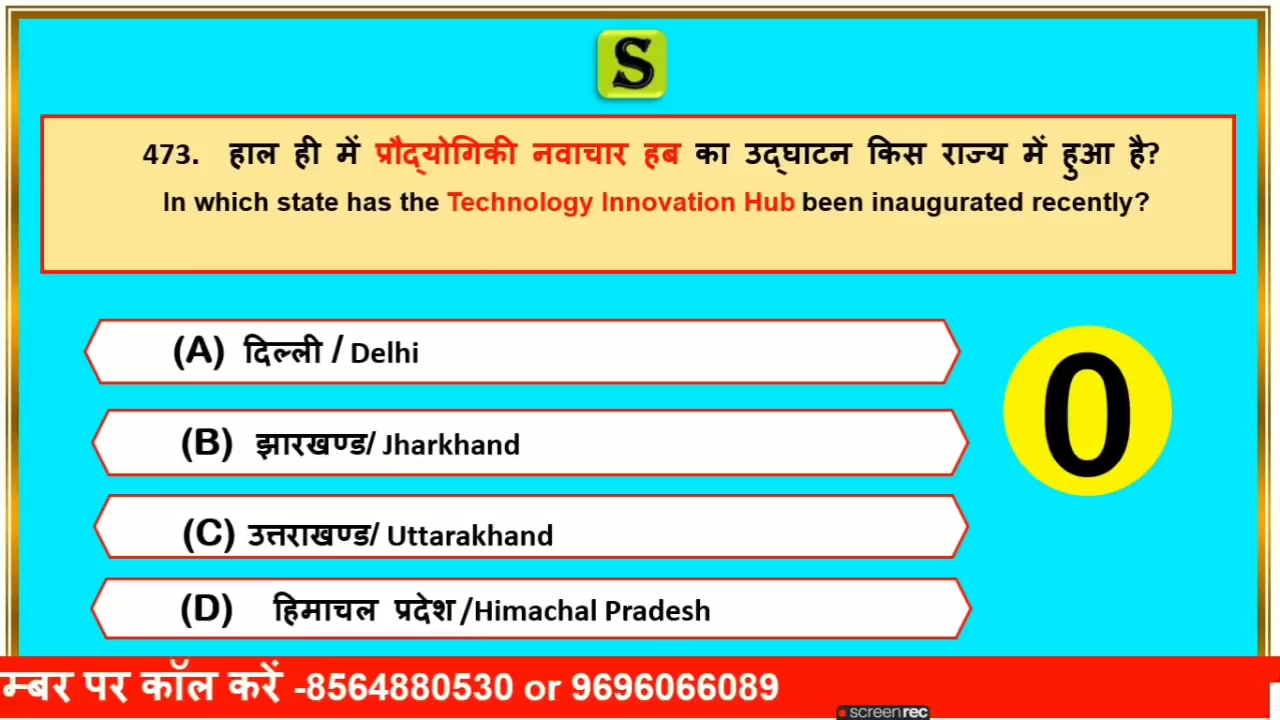 S
473. हाल ही में प्रौद्योगिकी नवाचार हब का उद्घाटन किस राज्य में हुआ है?
In which state has the Technology Innovation Hub been inaugurated recently?
(A) दिल्ली / Delhi
(B) झारखण्ड/ Jharkhand
(C) उत्तराखण्ड/ Uttarakhand
(D) हिमाचल प्रदेश /Himachal Pradesh
0
म्बर पर कॉल करें -8564880530 or 9696066089
screenrec